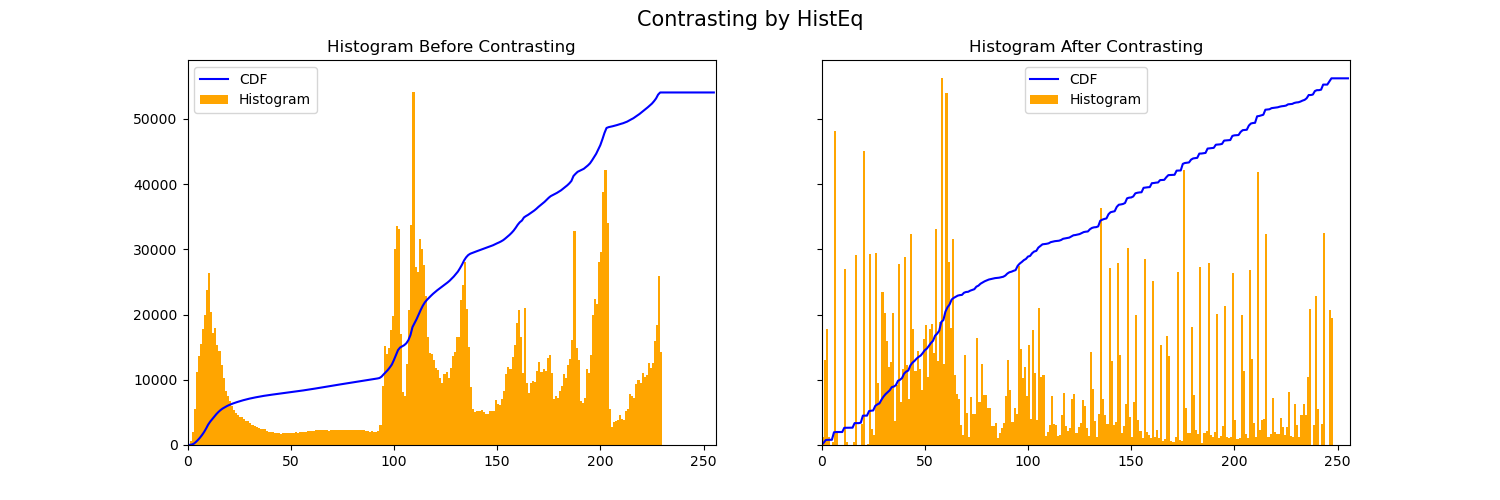 Contrasting by HistEq
Histogram Before Contrasting
CDF
Histogram
50000
40000
30000
20000
10000
0
0 50 100 150 200 250
Histogram After Contrasting
CDF
Histogram
0 50 100 150 200 250